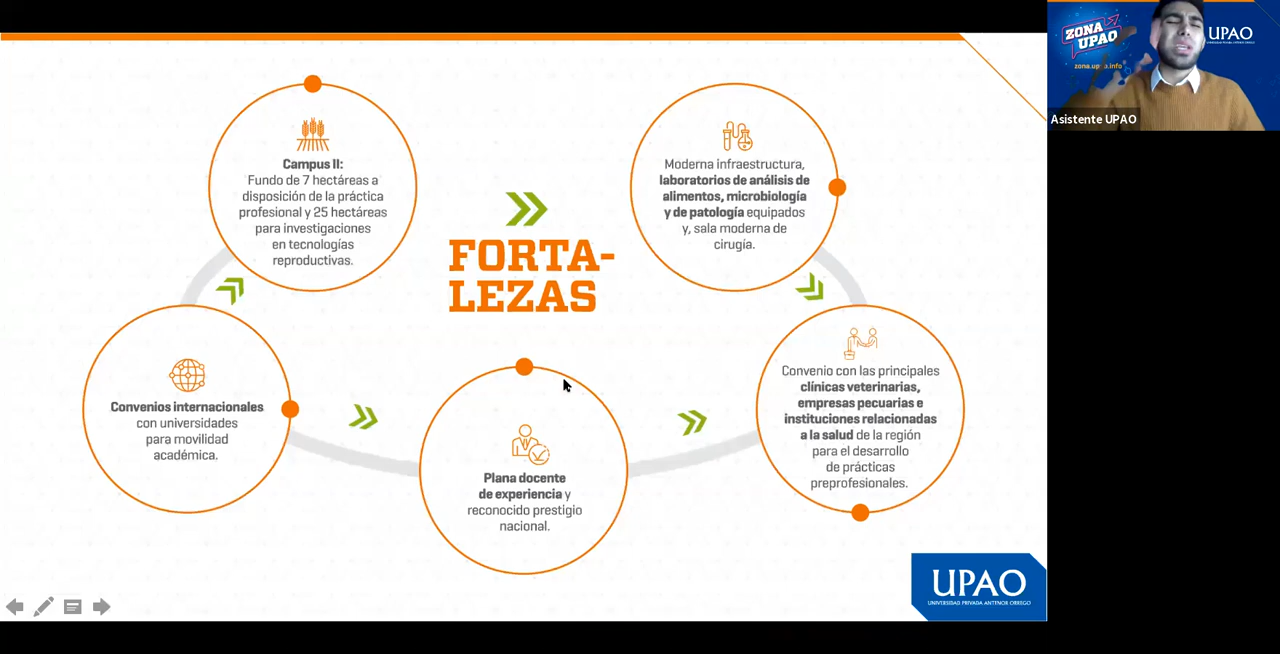 Campus II:
Fundo de 7 hectáreas a
disposición de la práctica
profesional y 25 hectáreas
para investigaciones
en tecnologías
reproductivas.
Moderna infraestructura,
laboratorios de análisis de
alimentos, microbiología
y de patología equipados
y, sala moderna de
cirugía.
FORTA-
LEZAS
Convenios internacionales
con universidades
para movilidad
académica.
Plana docente
de experiencia y
reconocido prestigio
nacional.
Convenio con las principales
clínicas veterinarias,
empresas pecuarias e
instituciones relacionadas
a la salud de la región
para el desarrollo
de prácticas
preprofesionales.
UPAO
UNIVERSIDAD PRIVADA ANTENOR ORREGO
ZONA
UPAO
UPAO
Asistente UPAO